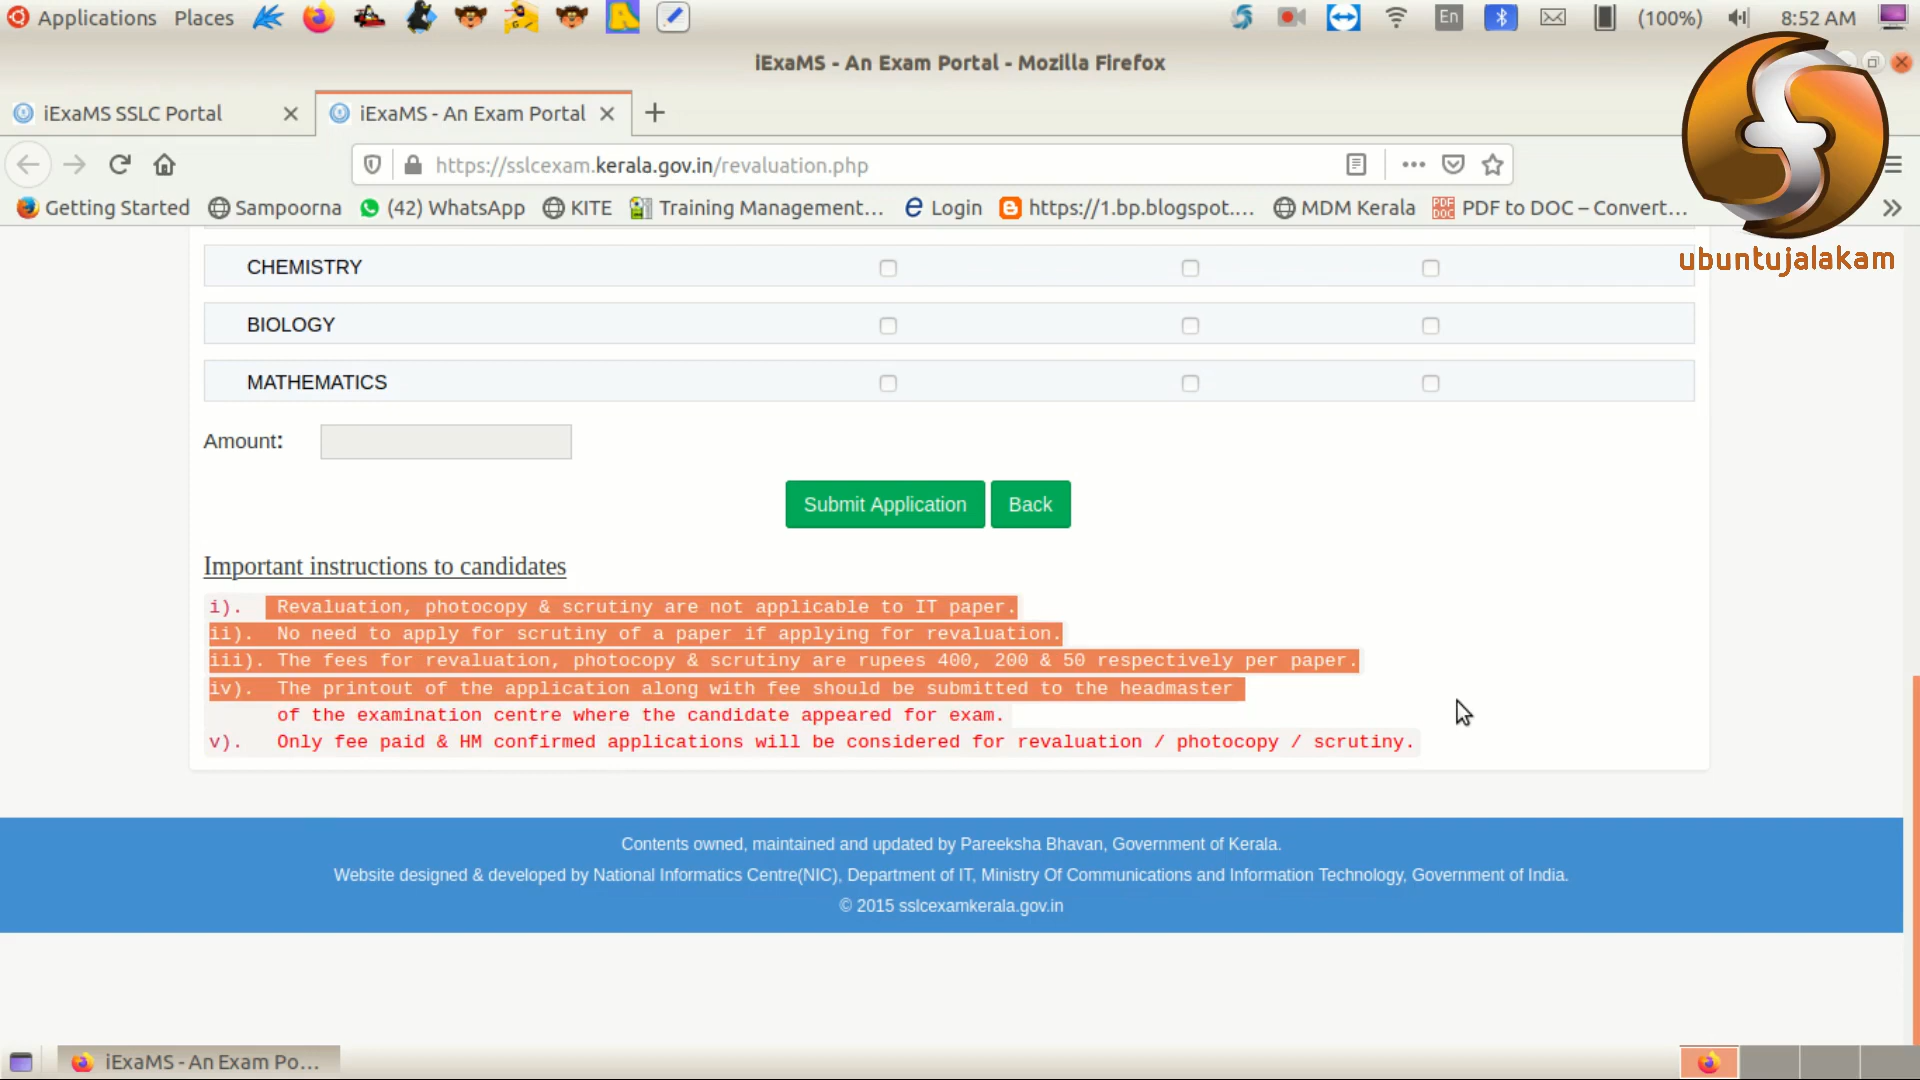 Applications Places En (100%) 8:52 AM
iExaMS - An Exam Portal - Mozilla Firefox
iExaMS SSLC Portal iExaMS - An Exam Portal
https://sslcexam.kerala.gov.in/revaluation.php
Getting Started Sampoorna (42) WhatsApp KITE Training Management... Login https://1.bp.blogspot.... MDM Kerala PDF to DOC – Convert...
ubuntujalakam
CHEMISTRY
BIOLOGY
MATHEMATICS
Amount:
Submit Application Back
Important instructions to candidates
i). Revaluation, photocopy & scrutiny are not applicable to IT paper.
ii). No need to apply for scrutiny of a paper if applying for revaluation.
iii). The fees for revaluation, photocopy & scrutiny are rupees 400, 200 & 50 respectively per paper.
iv). The printout of the application along with fee should be submitted to the headmaster
of the examination centre where the candidate appeared for exam.
v). Only fee paid & HM confirmed applications will be considered for revaluation / photocopy / scrutiny.
Contents owned, maintained and updated by Pareeksha Bhavan, Government of Kerala.
Website designed & developed by National Informatics Centre(NIC), Department of IT, Ministry Of Communications and Information Technology, Government of India.
© 2015 sslcexamkerala.gov.in
iExaMS - An Exam Po...